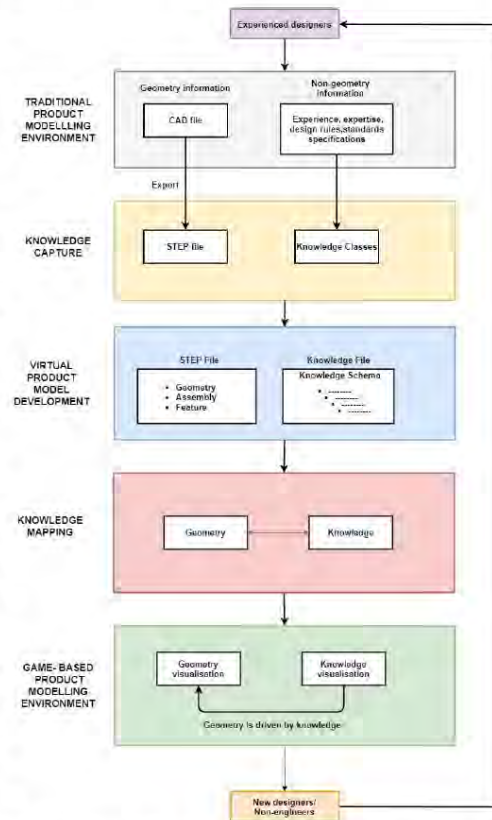 Experienced designers
TRADITIONAL
PRODUCT
MODELLLING
ENVIRONMENT
Geometry information
Non-geometry
information
CAD file
Experience, expertise,
design rules,standards
specifications
Export
KNOWLEDGE
CAPTURE
STEP file
Knowledge Classes
VIRTUAL
PRODUCT
MODEL
DEVELOPMENT
STEP File
Knowledge File
• Geometry
• Assembly
• Feature
Knowledge Schema
• ---------
• ---------
• ---------
• ---------
KNOWLEDGE
MAPPING
Geometry
Knowledge
GAME- BASED
PRODUCT
MODELLING
ENVIRONMENT
Geometry
visualisation
Knowledge
visualisation
Geometry is driven by knowledge
New designers/
Non-engineers